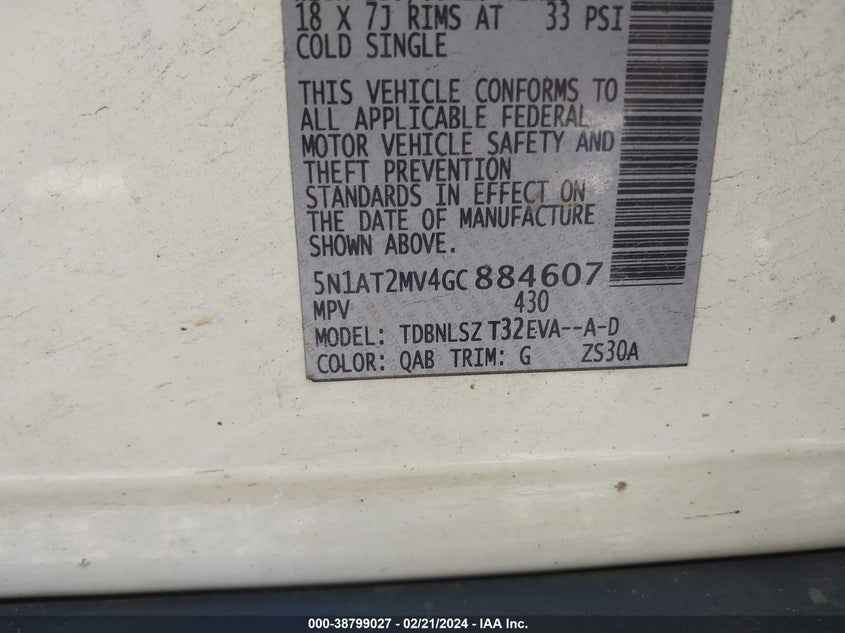 18 X 7J RIMS AT 33 PSI
COLD SINGLE
THIS VEHICLE CONFORMS TO
ALL APPLICABLE FEDERAL
MOTOR VEHICLE SAFETY AND
THEFT PREVENTION
STANDARDS IN EFFECT ON
THE DATE OF MANUFACTURE
SHOWN ABOVE.
5N1AT2MV4GC884607
MPV 430
MODEL: TDBNLSZ T32EVA--A-D
COLOR: QAB TRIM: G ZS30A
000-38799027 - 02/21/2024 - IAA Inc.